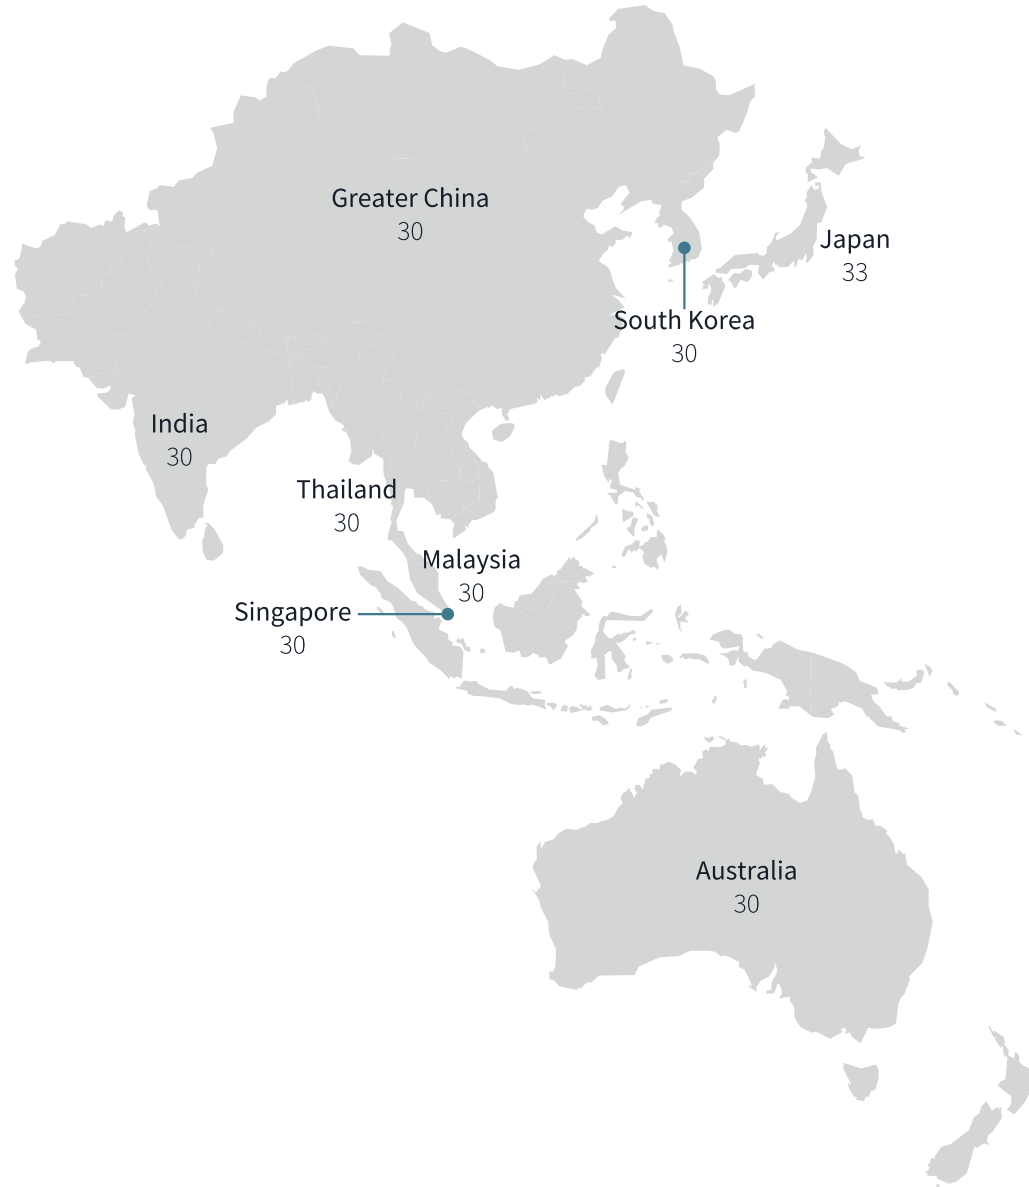 Greater China
30
Japan
33
South Korea
30
India
30
Thailand
30
Malaysia
30
Singapore
30
Australia
30